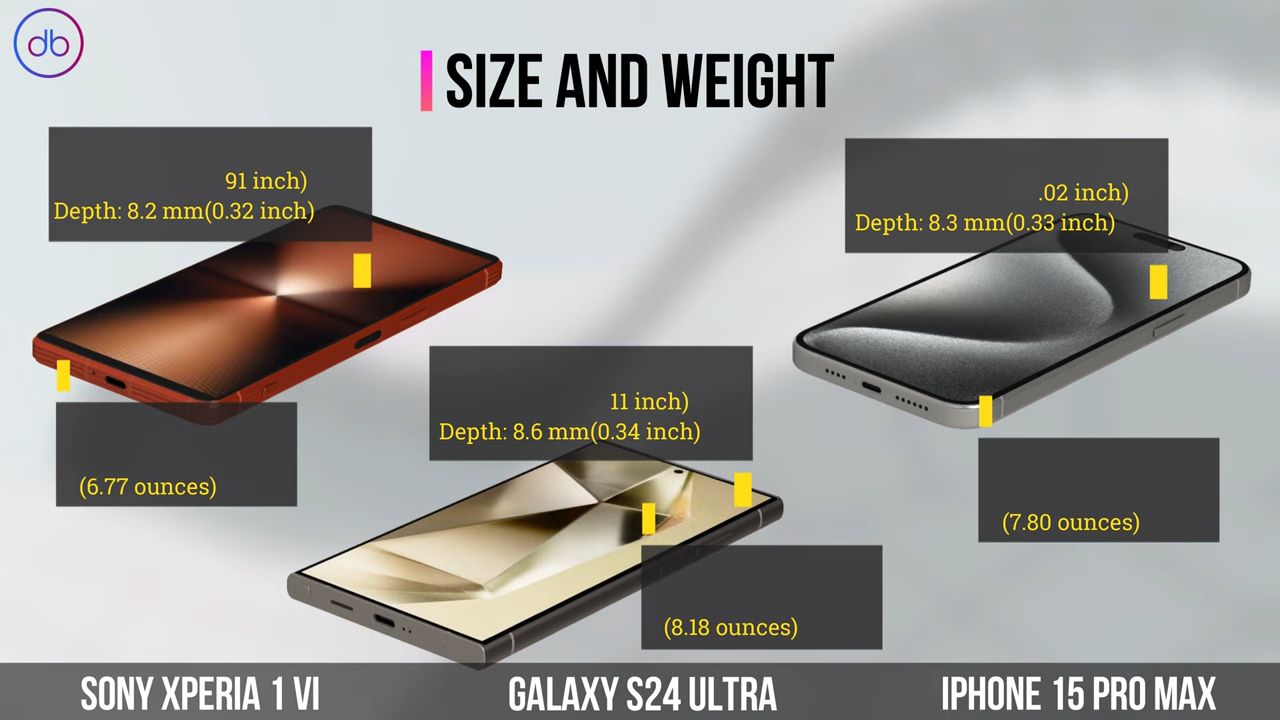 db
SIZE AND WEIGHT
91 inch)
Depth: 8.2 mm(0.32 inch)
.02 inch)
Depth: 8.3 mm(0.33 inch)
11 inch)
Depth: 8.6 mm(0.34 inch)
(6.77 ounces)
(7.80 ounces)
(8.18 ounces)
SONY XPERIA 1 VI
GALAXY S24 ULTRA
IPHONE 15 PRO MAX